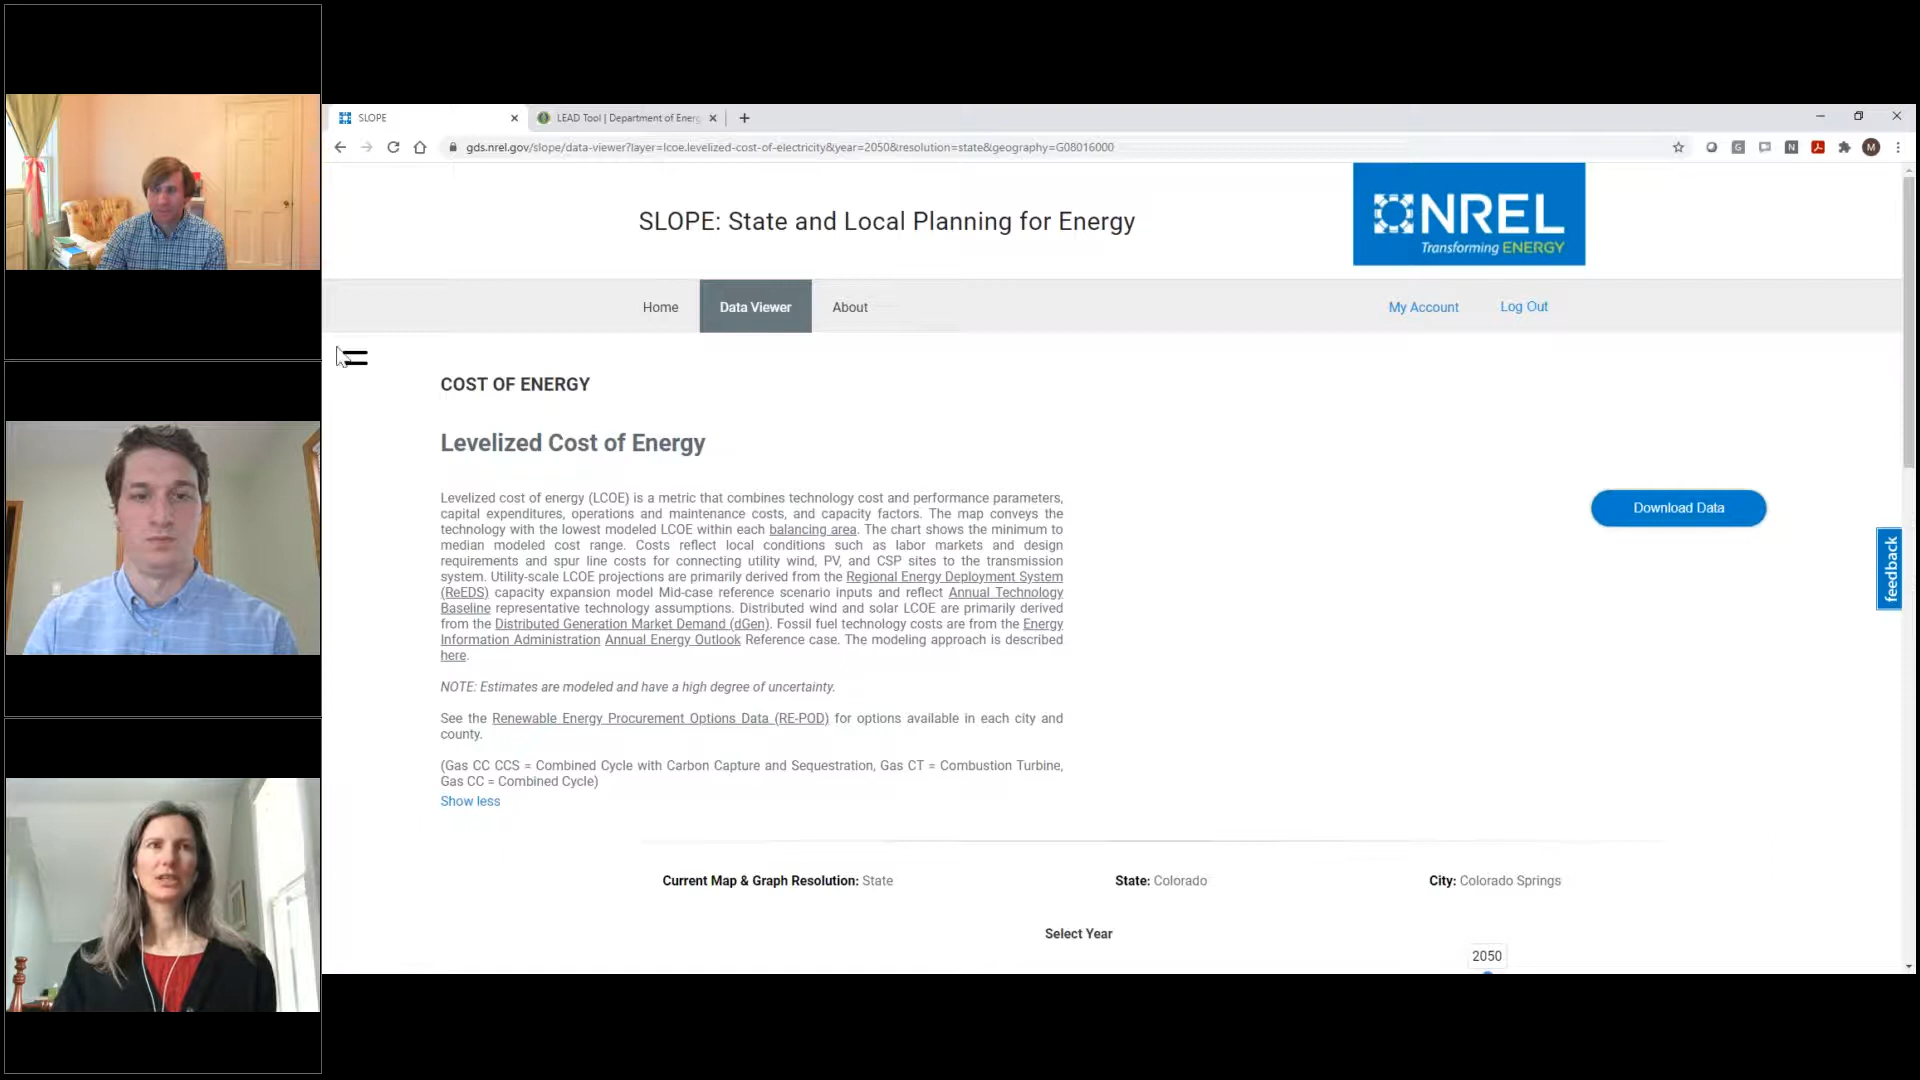 SLOPE
LEAD Tool | Department of Energ
gds.nrel.gov/slope/data-viewer?layer=lcoe.levelized-cost-of-electricity&year=2050&resolution=state&geography=G08016000
M
SLOPE: State and Local Planning for Energy
NREL
Transforming ENERGY
Home
Data Viewer
About
My Account
Log Out
COST OF ENERGY
Levelized Cost of Energy
Levelized cost of energy (LCOE) is a metric that combines technology cost and performance parameters,
capital expenditures, operations and maintenance costs, and capacity factors. The map conveys the
technology with the lowest modeled LCOE within each balancing area. The chart shows the minimum to
median modeled cost range. Costs reflect local conditions such as labor markets and design
requirements and spur line costs for connecting utility wind, PV, and CSP sites to the transmission
system. Utility-scale LCOE projections are primarily derived from the Regional Energy Deployment System
(ReEDS) capacity expansion model Mid-case reference scenario inputs and reflect Annual Technology
Baseline representative technology assumptions. Distributed wind and solar LCOE are primarily derived
from the Distributed Generation Market Demand (dGen). Fossil fuel technology costs are from the Energy
Information Administration Annual Energy Outlook Reference case. The modeling approach is described
here.
Download Data
feedback
NOTE: Estimates are modeled and have a high degree of uncertainty.
See the Renewable Energy Procurement Options Data (RE-POD) for options available in each city and
county.
(Gas CC CCS = Combined Cycle with Carbon Capture and Sequestration, Gas CT = Combustion Turbine,
Gas CC = Combined Cycle)
Show less
Current Map & Graph Resolution: State
State: Colorado
City: Colorado Springs
Select Year
2050